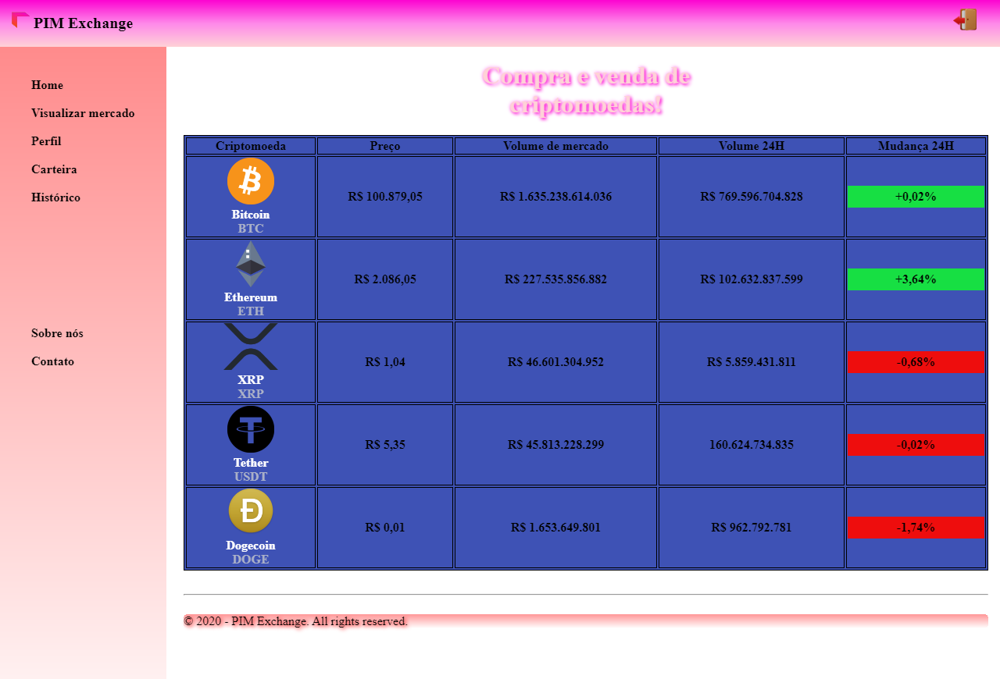 PIM Exchange
Home
Visualizar mercado
Perfil
Carteira
Histórico
Sobre nós
Contato
Compra e venda de
criptomoedas!
Criptomoeda Preço Volume de mercado Volume 24H Mudança 24H
Bitcoin
BTC
R$ 100.879,05 R$ 1.635.238.614.036 R$ 769.596.704.828 +0,02%
Ethereum
ETH
R$ 2.086,05 R$ 227.535.856.882 R$ 102.632.837.599 +3,64%
XRP
XRP
R$ 1,04 R$ 46.601.304.952 R$ 5.859.431.811 -0,68%
Tether
USDT
R$ 5,35 R$ 45.813.228.299 160.624.734.835 -0,02%
Dogecoin
DOGE
R$ 0,01 R$ 1.653.649.801 R$ 962.792.781 -1,74%
© 2020 - PIM Exchange. All rights reserved.